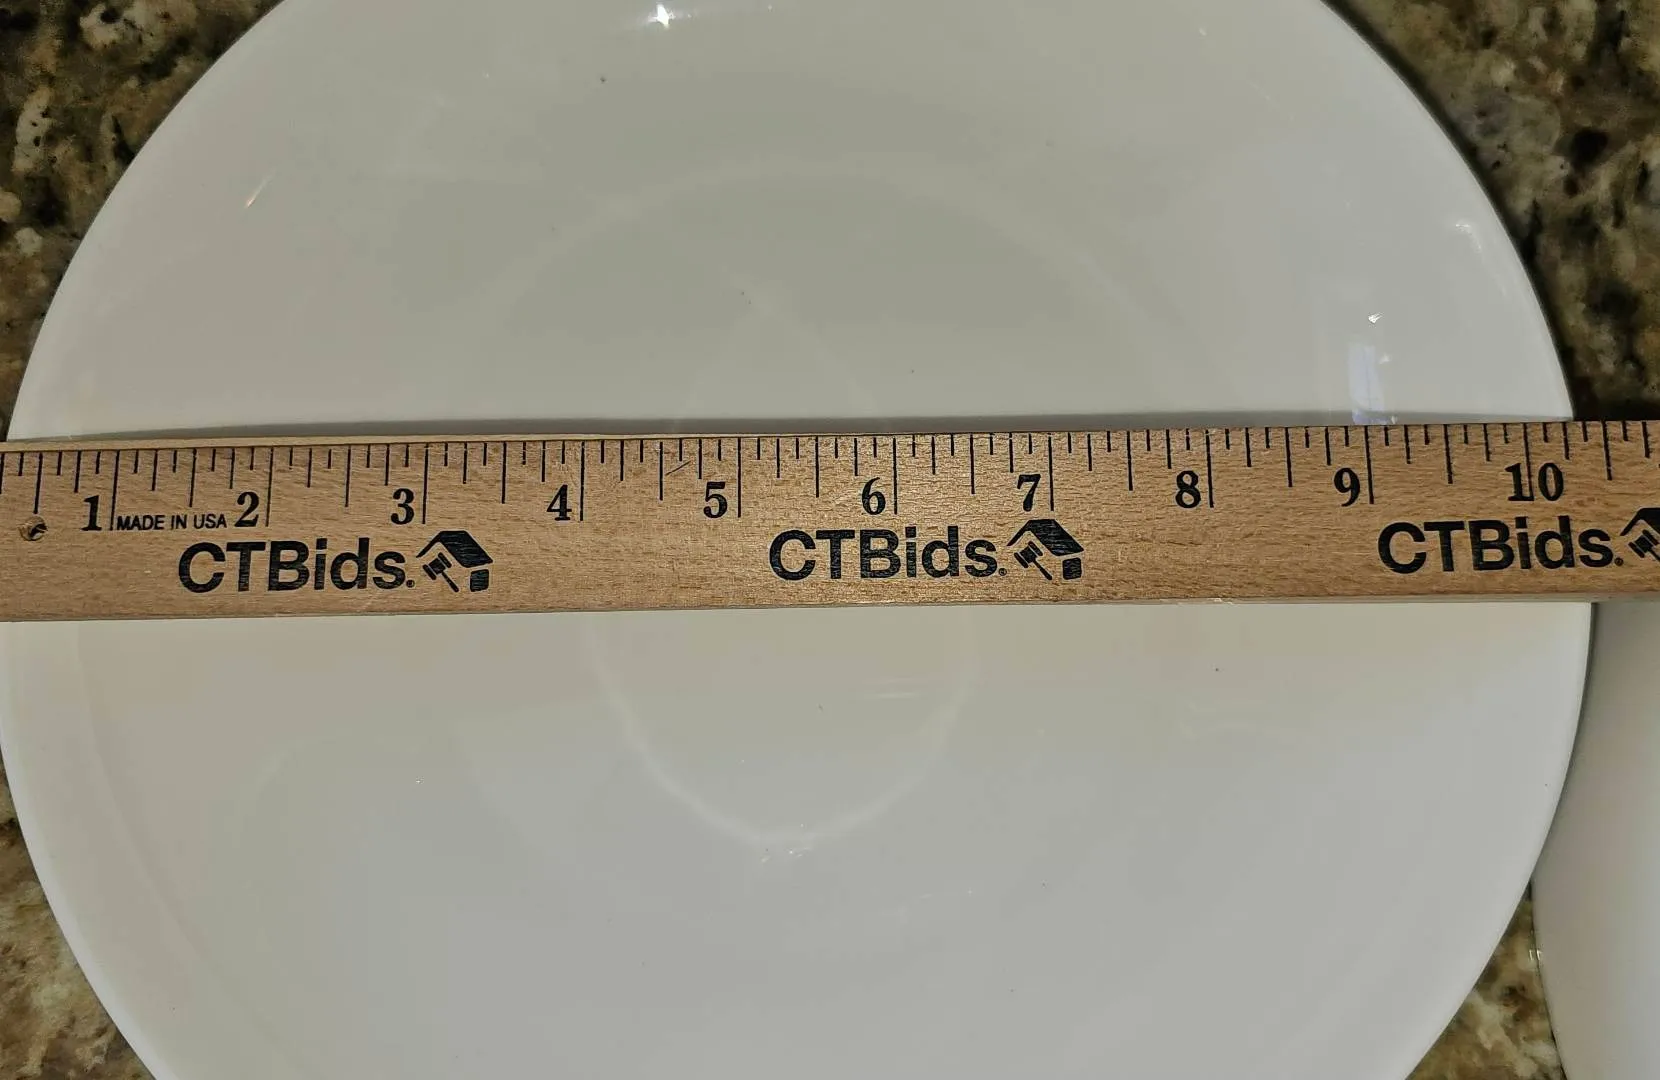 1 2 3 4 5 6 7 8 9 10
MADE IN USA
CTBids. CTBids. CTBids.